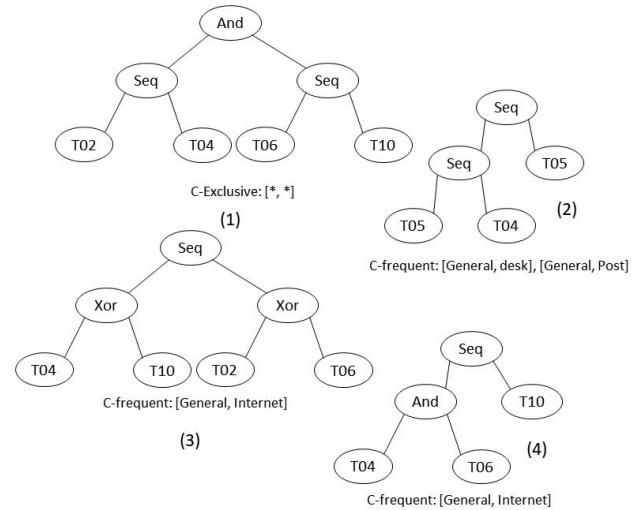 And
Seq Seq
T02 T04 T06 T10
C-Exclusive: [*, *]
(1)
Seq
Seq T05
T05 T04
(2)
C-frequent: [General, desk], [General, Post]
Seq
Xor Xor
T04 T10 T02 T06
C-frequent: [General, Internet]
(3)
Seq
And T10
T04 T06
(4)
C-frequent: [General, Internet]